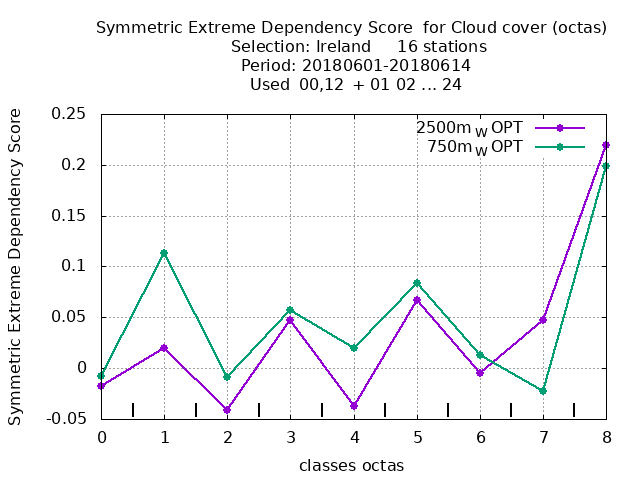 Symmetric Extreme Dependency Score for Cloud cover (octas)
Selection: Ireland 16 stations
Period: 20180601-20180614
Used 00,12 + 01 02 ... 24
Symmetric Extreme Dependency Score
0.25
0.2
0.15
0.1
0.05
0
-0.05
2500m W OPT
750m W OPT
0 1 2 3 4 5 6 7 8
classes octas